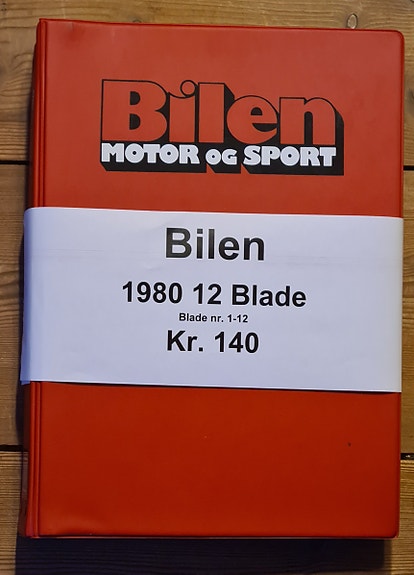 Bilen
MOTOR OG SPORT
Bilen
1980 12 Blade
Blade nr. 1-12
Kr. 140